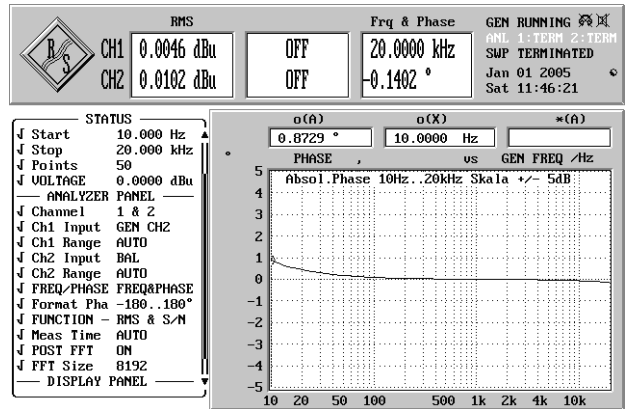 RMS Frq & Phase GEN RUNNING
R S CH1 0.0046 dBu OFF 20.0000 kHz ANL 1:TERM 2:TERM
SWP TERMINATED
CH2 0.0102 dBu OFF -0.1402 ° Jan 01 2005
Sat 11:46:21
STATUS
Start 10.000 Hz
Stop 20.000 kHz
Points 50
VOLTAGE 0.0000 dBu
ANALYZER PANEL
Channel 1 & 2
Ch1 Input GEN CH2
Ch1 Range AUTO
Ch2 Input BAL
Ch2 Range AUTO
FREQ/PHASE FREQ&PHASE
Format Pha -180..180°
FUNCTION - RMS & S/N
Meas Time AUTO
POST FFT ON
FFT Size 8192
DISPLAY PANEL
o(A) o(X) *(A)
0.8729 ° 10.0000 Hz
° PHASE , vs GEN FREQ /Hz
Absol.Phase 10Hz..20kHz Skala +/- 5dB
5
4
3
2
1
0
-1
-2
-3
-4
-5
10 20 50 100 500 1k 2k 4k 10k